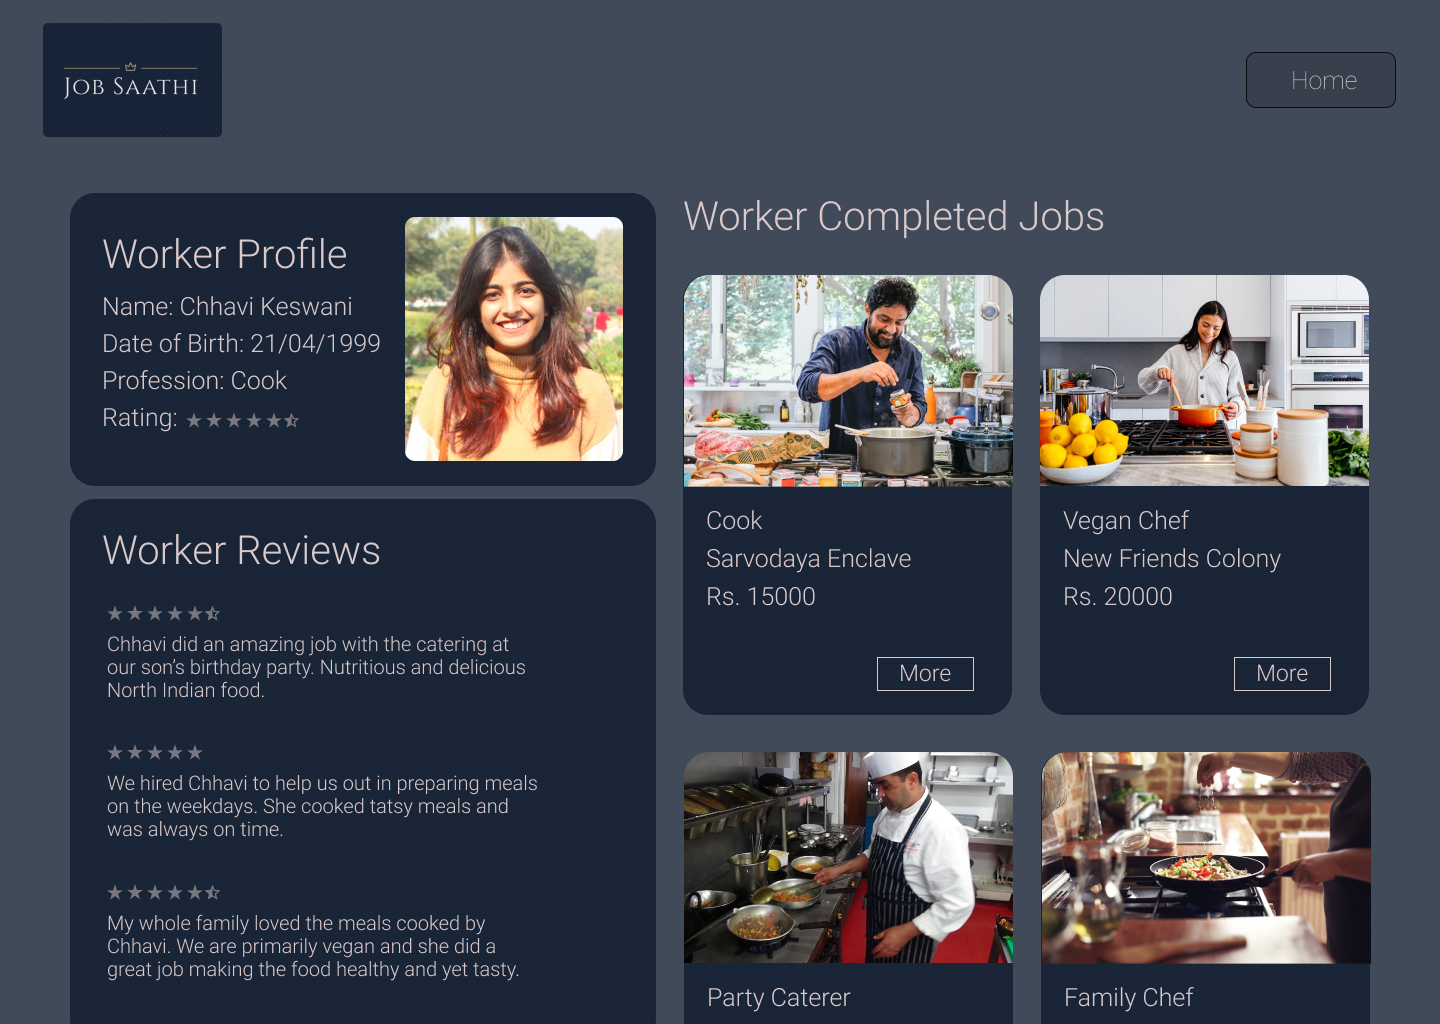 JOB SAATHI
Home
Worker Profile
Name: Chhavi Keswani
Date of Birth: 21/04/1999
Profession: Cook
Rating:
Worker Reviews
Chhavi did an amazing job with the catering at
our son’s birthday party. Nutritious and delicious
North Indian food.
We hired Chhavi to help us out in preparing meals
on the weekdays. She cooked tatsy meals and
was always on time.
My whole family loved the meals cooked by
Chhavi. We are primarily vegan and she did a
great job making the food healthy and yet tasty.
Worker Completed Jobs
Cook
Sarvodaya Enclave
Rs. 15000
More
Vegan Chef
New Friends Colony
Rs. 20000
More
Party Caterer
Family Chef